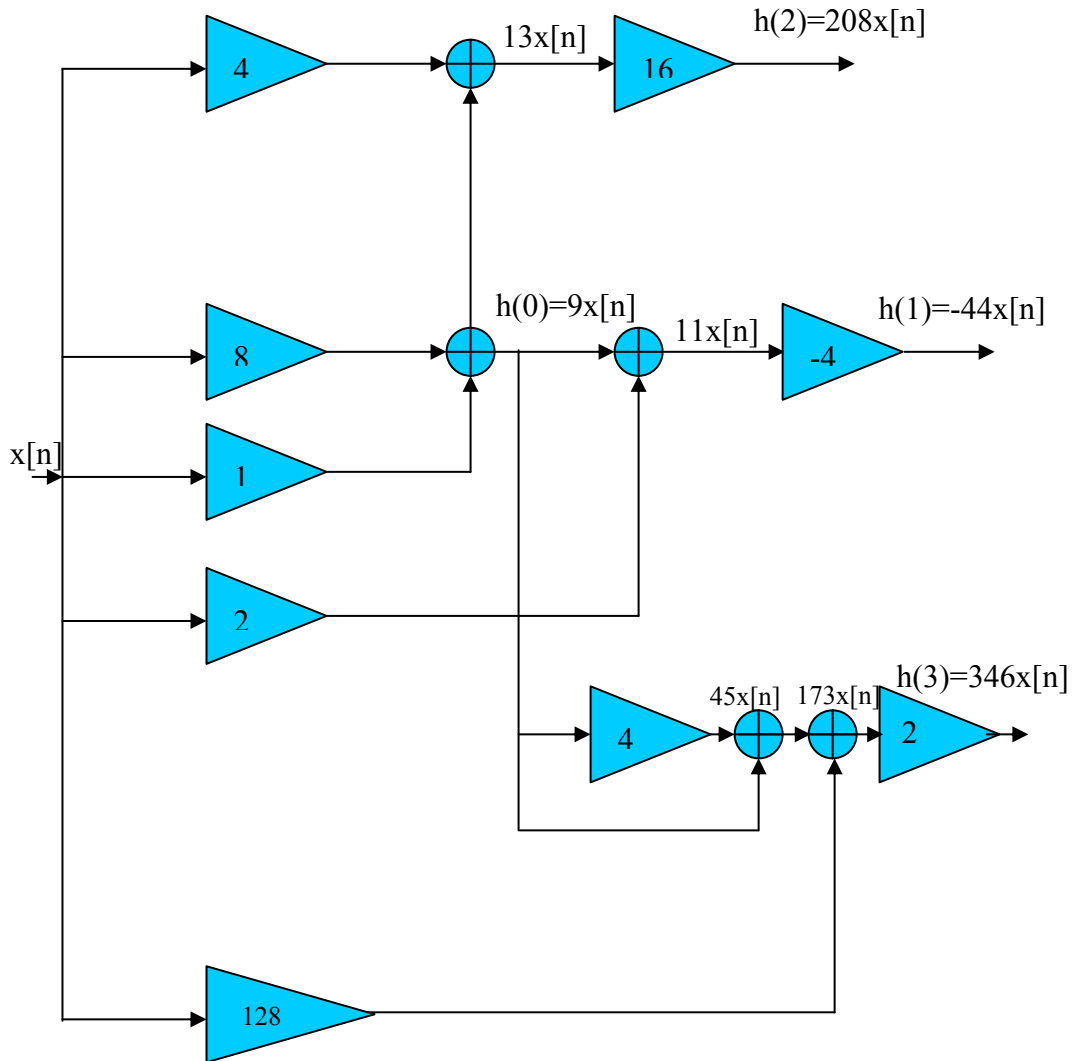 h(2)=208x[n]
13x[n]
4
16
h(0)=9x[n]
h(1)=-44x[n]
11x[n]
8
-4
x[n]
1
2
h(3)=346x[n]
45x[n]
173x[n]
4
2
128